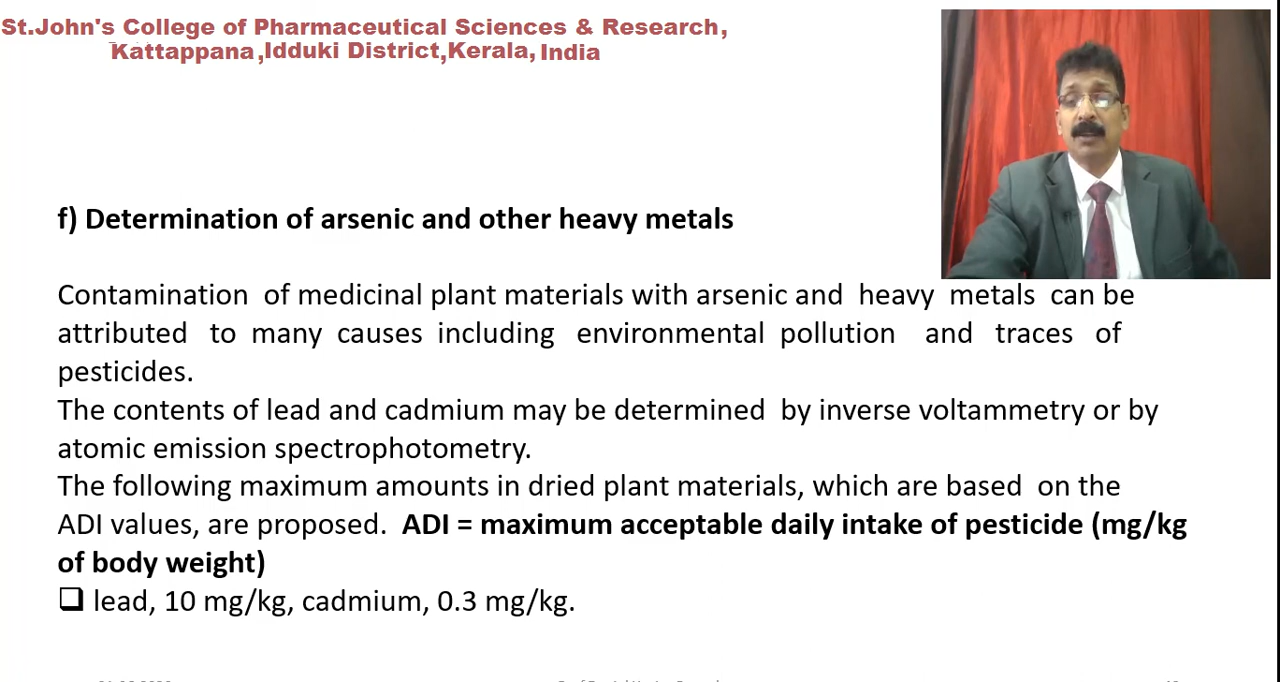 St.John's College of Pharmaceutical Sciences & Research,
Kattappana,Idduki District,Kerala, India
f) Determination of arsenic and other heavy metals
Contamination of medicinal plant materials with arsenic and heavy metals can be
attributed to many causes including environmental pollution and traces of
pesticides.
The contents of lead and cadmium may be determined by inverse voltammetry or by
atomic emission spectrophotometry.
The following maximum amounts in dried plant materials, which are based on the
ADI values, are proposed. ADI = maximum acceptable daily intake of pesticide (mg/kg
of body weight)
❑ lead, 10 mg/kg, cadmium, 0.3 mg/kg.